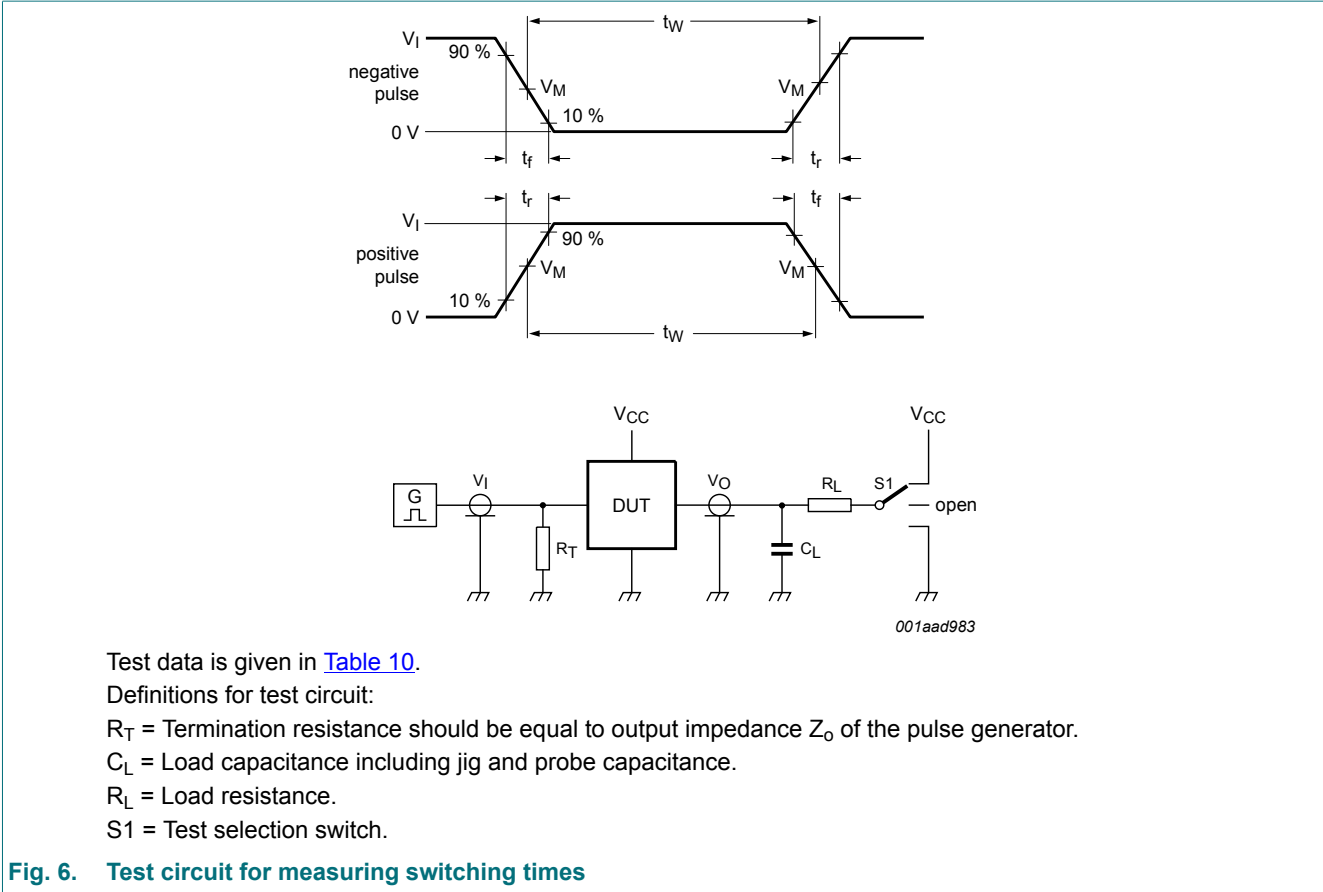 tW
VI
90 %
negative
pulse
VM
VM
10 %
0 V
tf
tr
tr
tf
VI
90 %
positive
pulse
VM
VM
10 %
0 V
tW
VCC
VCC
G
VI
DUT
VO
RL
S1
open
RT
CL
001aad983
Test data is given in Table 10.
Definitions for test circuit:
RT = Termination resistance should be equal to output impedance Zo of the pulse generator.
CL = Load capacitance including jig and probe capacitance.
RL = Load resistance.
S1 = Test selection switch.
Fig. 6. Test circuit for measuring switching times